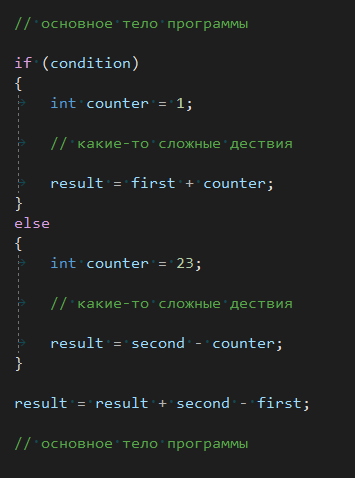 // основное тело программы
if (condition)
{
int counter = 1;
// какие-то сложные дествия
result = first + counter;
}
else
{
int counter = 23;
// какие-то сложные дествия
result = second - counter;
}
result = result + second - first;
// основное тело программы